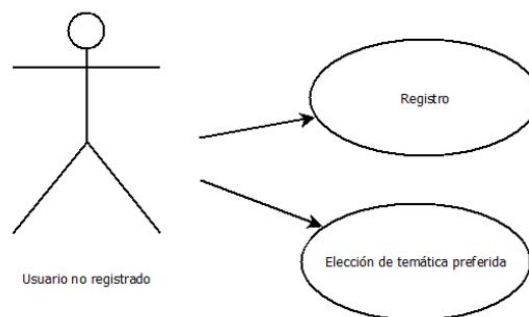 Registro
Elección de temática preferida
Usuario no registrado